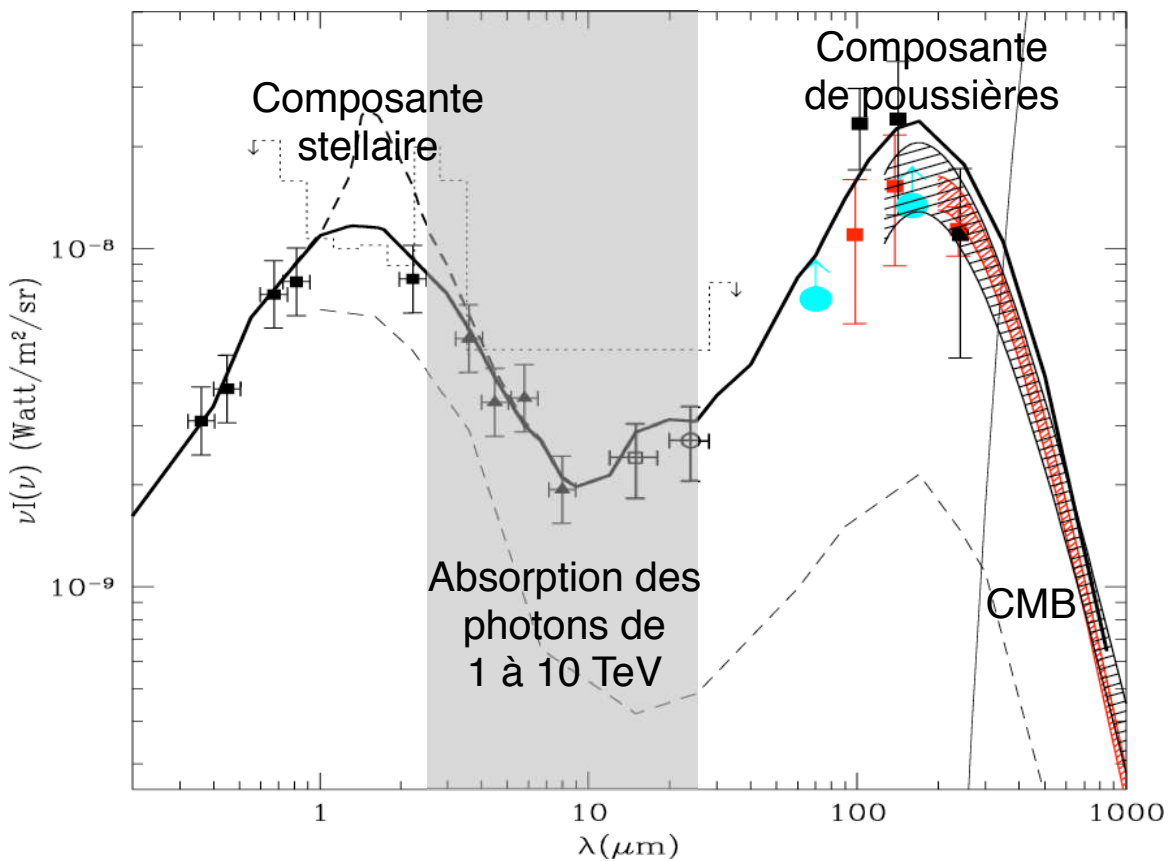 Composante
stellaire
Composante
de poussières
Absorption des
photons de
1 à 10 TeV
CMB
νI(ν) (Watt/m²/sr)
10⁻⁸
10⁻⁹
1
10
100
1000
λ(μm)